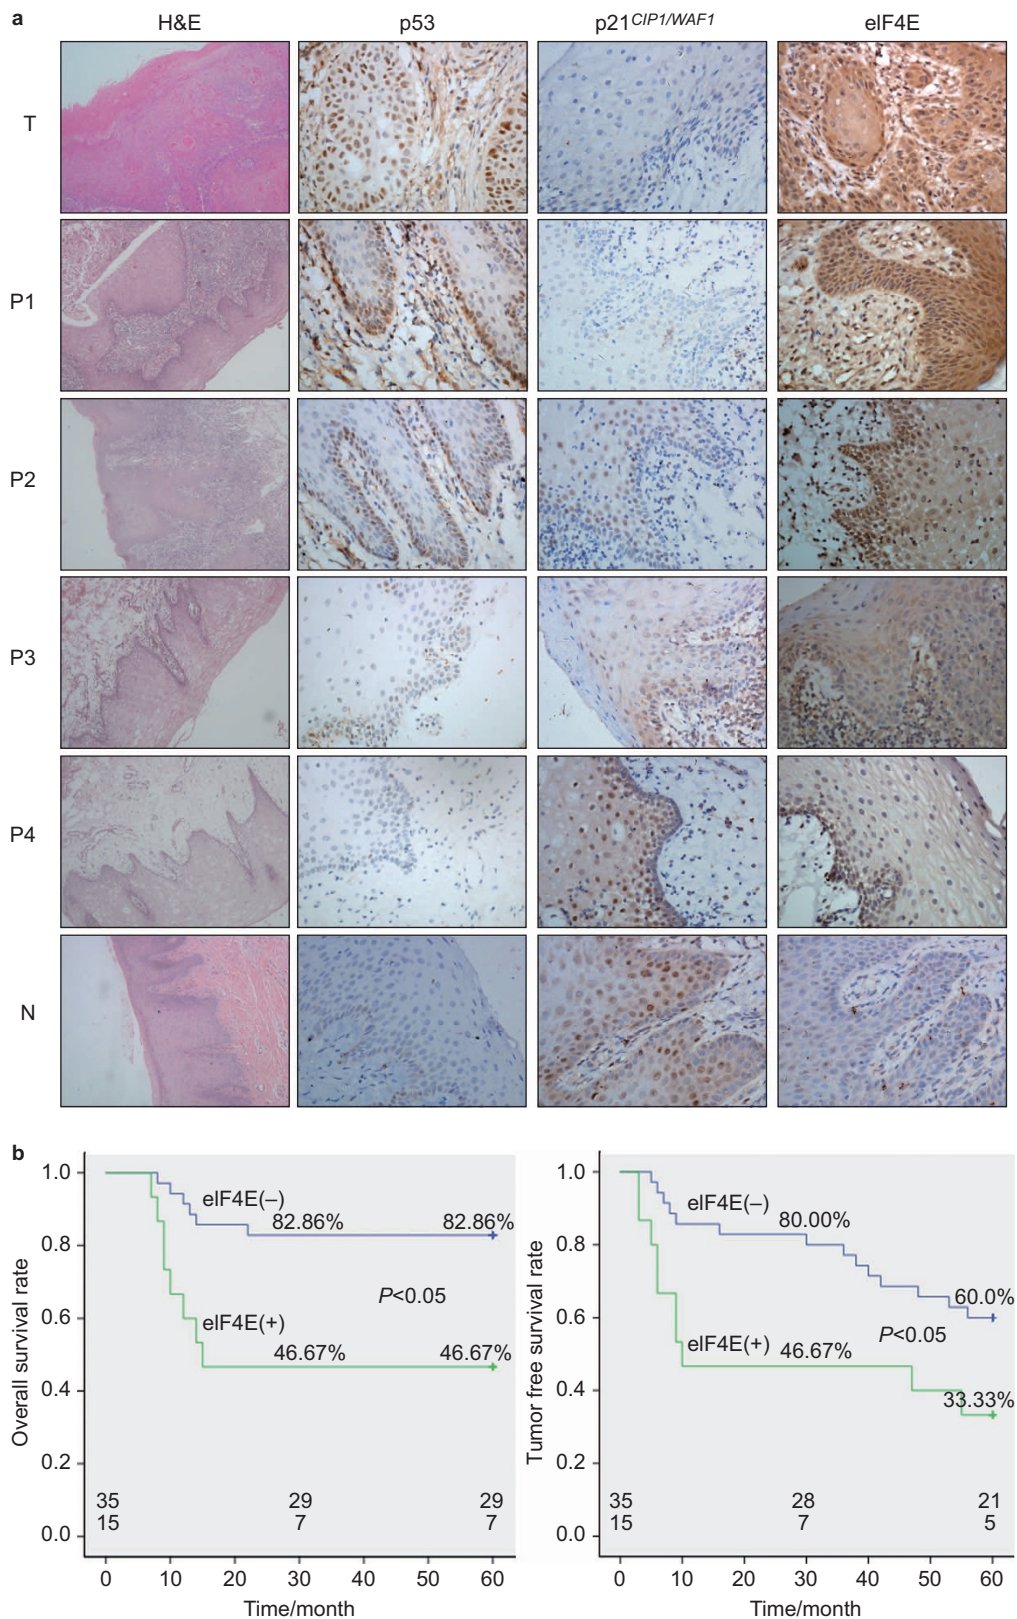 a
H&E p53 p21CIP1/WAF1 eIF4E
T
P1
P2
P3
P4
N
b
Overall survival rate
1.0
0.8
0.6
0.4
0.2
0.0
eIF4E(–)
82.86% 82.86%
P<0.05
eIF4E(+)
46.67% 46.67%
35 29 29
15 7 7
0 10 20 30 40 50 60
Time/month
Tumor free survival rate
1.0
0.8
0.6
0.4
0.2
0.0
eIF4E(–)
80.00%
60.0%
P<0.05
eIF4E(+) 46.67%
33.33%
35 28 21
15 7 5
0 10 20 30 40 50 60
Time/month